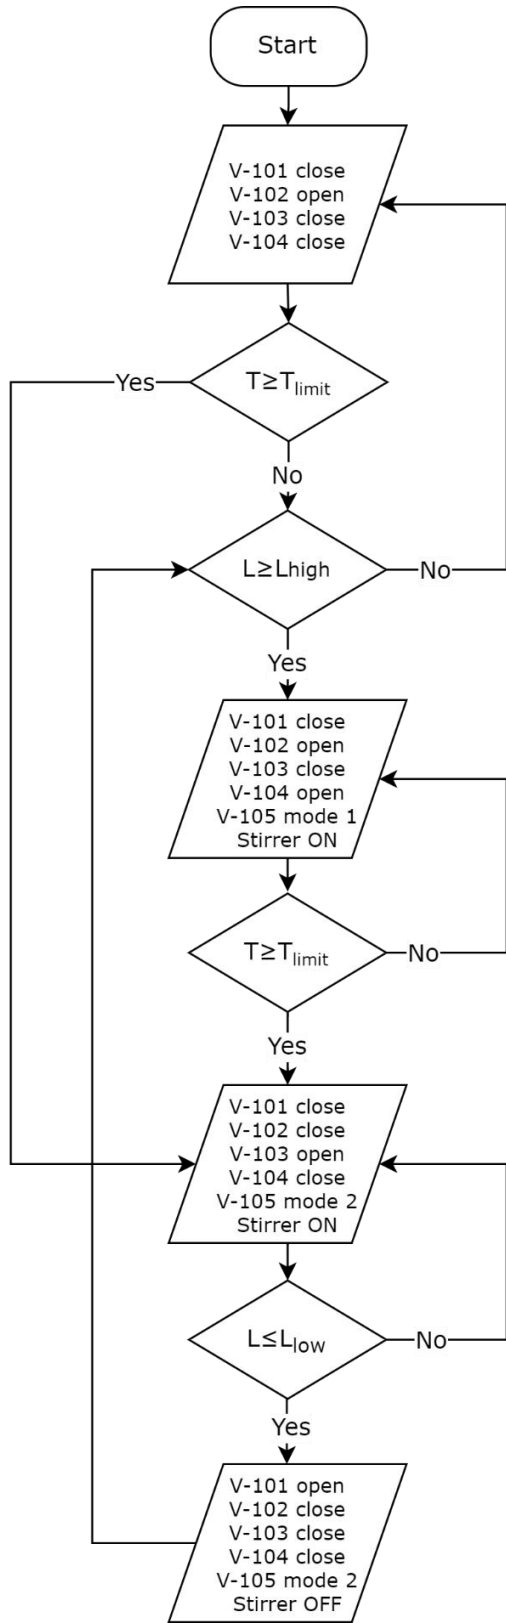 Start
V-101 close
V-102 open
V-103 close
V-104 close
Yes
T≥Tlimit
No
L≥Lhigh
No
Yes
V-101 close
V-102 open
V-103 close
V-104 open
V-105 mode 1
Stirrer ON
T≥Tlimit
No
Yes
V-101 close
V-102 close
V-103 open
V-104 close
V-105 mode 2
Stirrer ON
L≤Llow
No
Yes
V-101 open
V-102 close
V-103 close
V-104 close
V-105 mode 2
Stirrer OFF